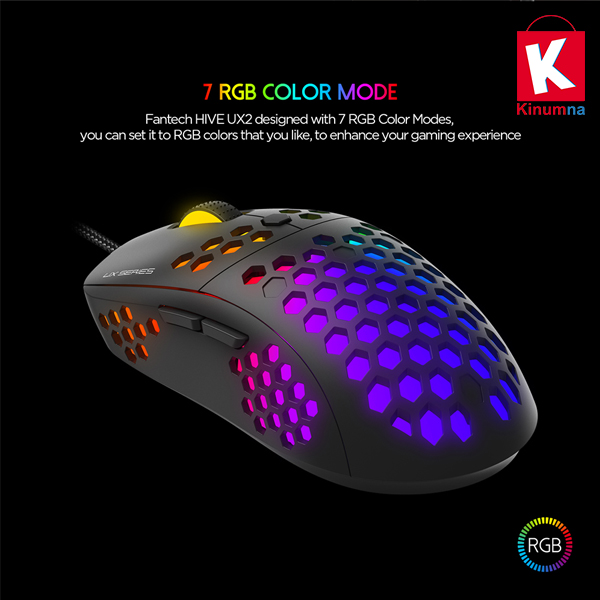 K
Kinumna
7 RGB COLOR MODE
Fantech HIVE UX2 designed with 7 RGB Color Modes,
you can set it to RGB colors that you like, to enhance your gaming experience
UX SERIES
RGB